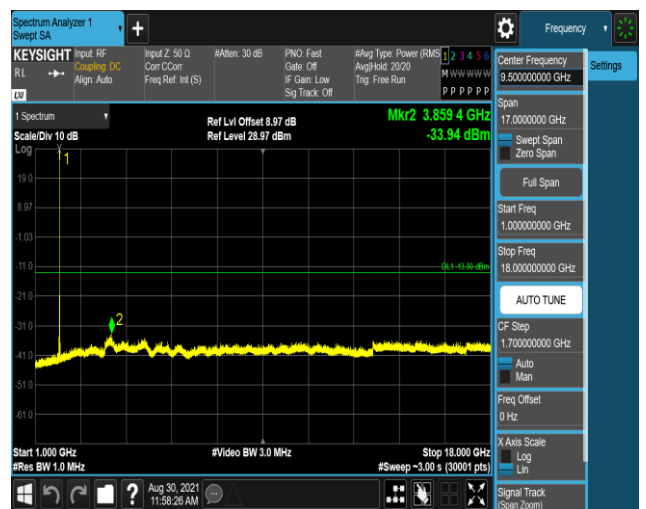 Spectrum Analyzer 1
Swept SA
Frequency
KEYSIGHT
RL
LXI
Input: RF
Coupling: DC
Align: Auto
Input Z: 50 Ω
Corr CCorr
Freq Ref: Int (S)
#Atten: 30 dB
PNO: Fast
Gate: Off
IF Gain: Low
Sig Track: Off
#Avg Type: Power (RMS
Avg|Hold: 20/20
Trig: Free Run
1 2 3 4 5 6
M W W W W W
P P P P P P
Center Frequency
9.500000000 GHz
Settings
Span
17.0000000 GHz
Swept Span
Zero Span
Full Span
Start Freq
1.000000000 GHz
Stop Freq
18.000000000 GHz
AUTO TUNE
CF Step
1.700000000 GHz
Auto
Man
Freq Offset
0 Hz
X Axis Scale
Log
Lin
Signal Track
(Span Zoom)
1 Spectrum
Scale/Div 10 dB
Log
Ref Lvl Offset 8.97 dB
Ref Level 28.97 dBm
Mkr2 3.859 4 GHz
-33.94 dBm
1
19.0
8.97
-1.03
-11.0
DL1 -13.00 dBm
-21.0
-31.0
2
-41.0
-51.0
-61.0
Start 1.000 GHz
#Res BW 1.0 MHz
#Video BW 3.0 MHz
Stop 18.000 GHz
#Sweep ~3.00 s (30001 pts)
?
Aug 30, 2021
11:58:26 AM